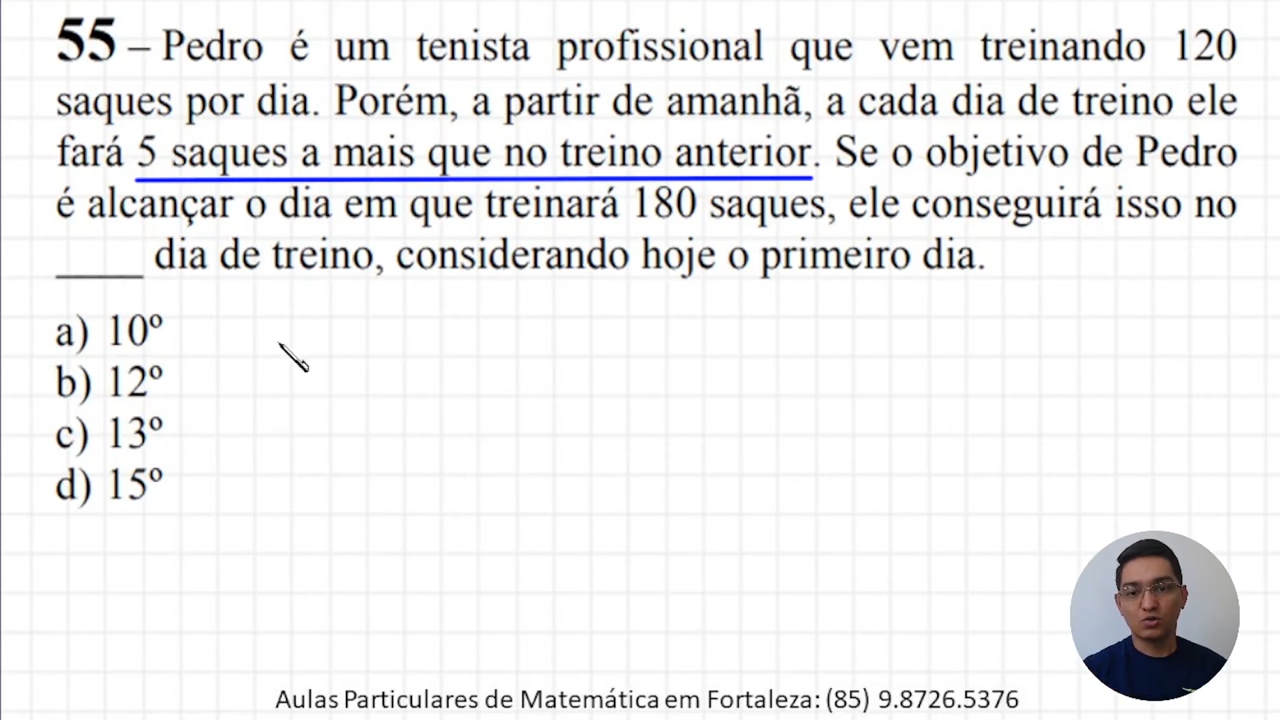 55 – Pedro é um tenista profissional que vem treinando 120
saques por dia. Porém, a partir de amanhã, a cada dia de treino ele
fará 5 saques a mais que no treino anterior. Se o objetivo de Pedro
é alcançar o dia em que treinará 180 saques, ele conseguirá isso no
_____ dia de treino, considerando hoje o primeiro dia.
a) 10º
b) 12º
c) 13º
d) 15º
Aulas Particulares de Matemática em Fortaleza: (85) 9.8726.5376